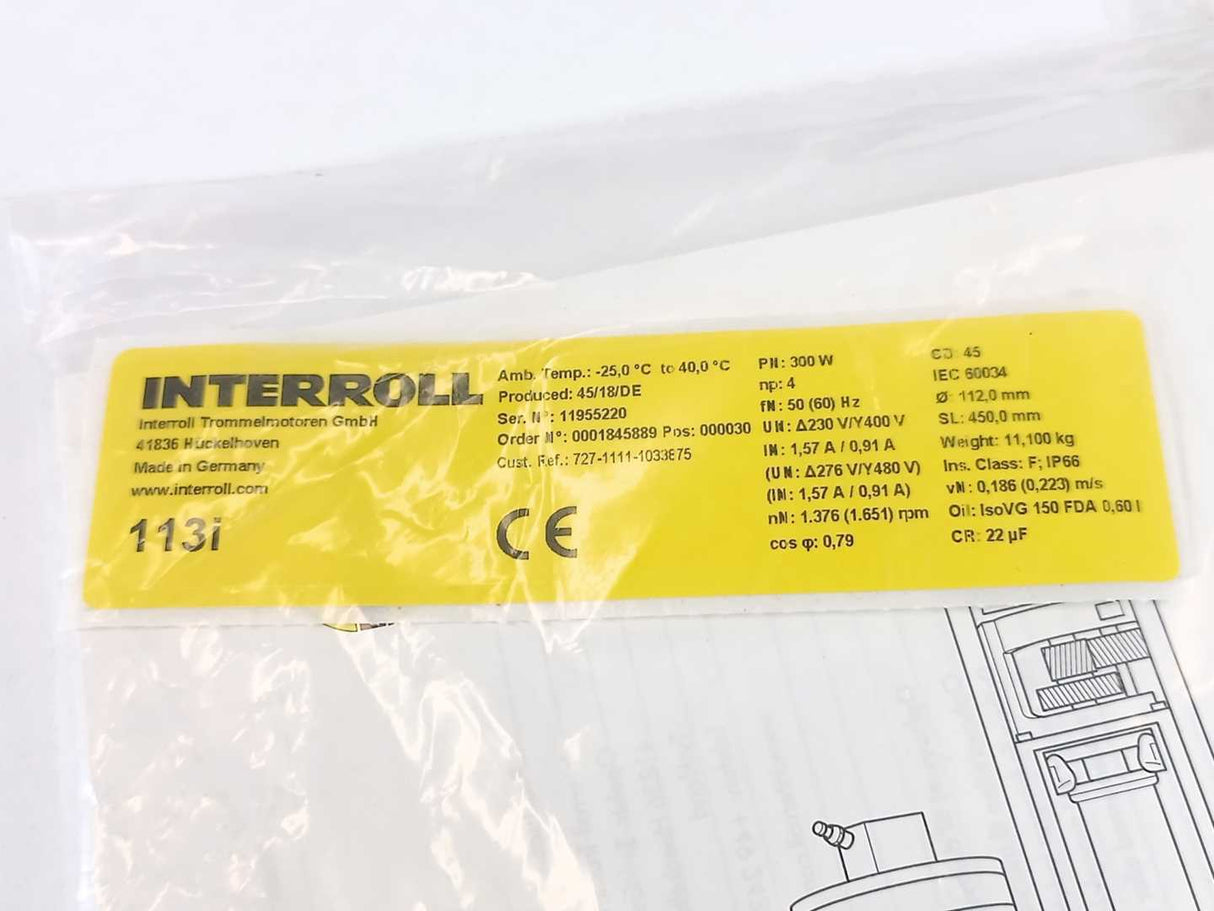 INTERROLL
Interroll Trommelmotoren GmbH
41836 Hückelhoven
Made in Germany
www.interroll.com
113i
Amb. Temp.: -25,0 °C to 40,0 °C
Produced: 45/18/DE
Ser. N°: 11955220
Order N°: 0001845889 Pos: 000030
Cust. Ref.: 727-1111-1033875
CE
PN: 300 W
np: 4
fN: 50 (60) Hz
UN: Δ230 V/Y400 V
IN: 1,57 A / 0,91 A
(UN: Δ276 V/Y480 V)
(IN: 1,57 A / 0,91 A)
nN: 1.376 (1.651) rpm
cos φ: 0,79
CD: 45
IEC 60034
Ø: 112,0 mm
SL: 450,0 mm
Weight: 11,100 kg
Ins. Class: F; IP66
vN: 0,186 (0,223) m/s
Oil: IsoVG 150 FDA 0,60 l
CR: 22 µF